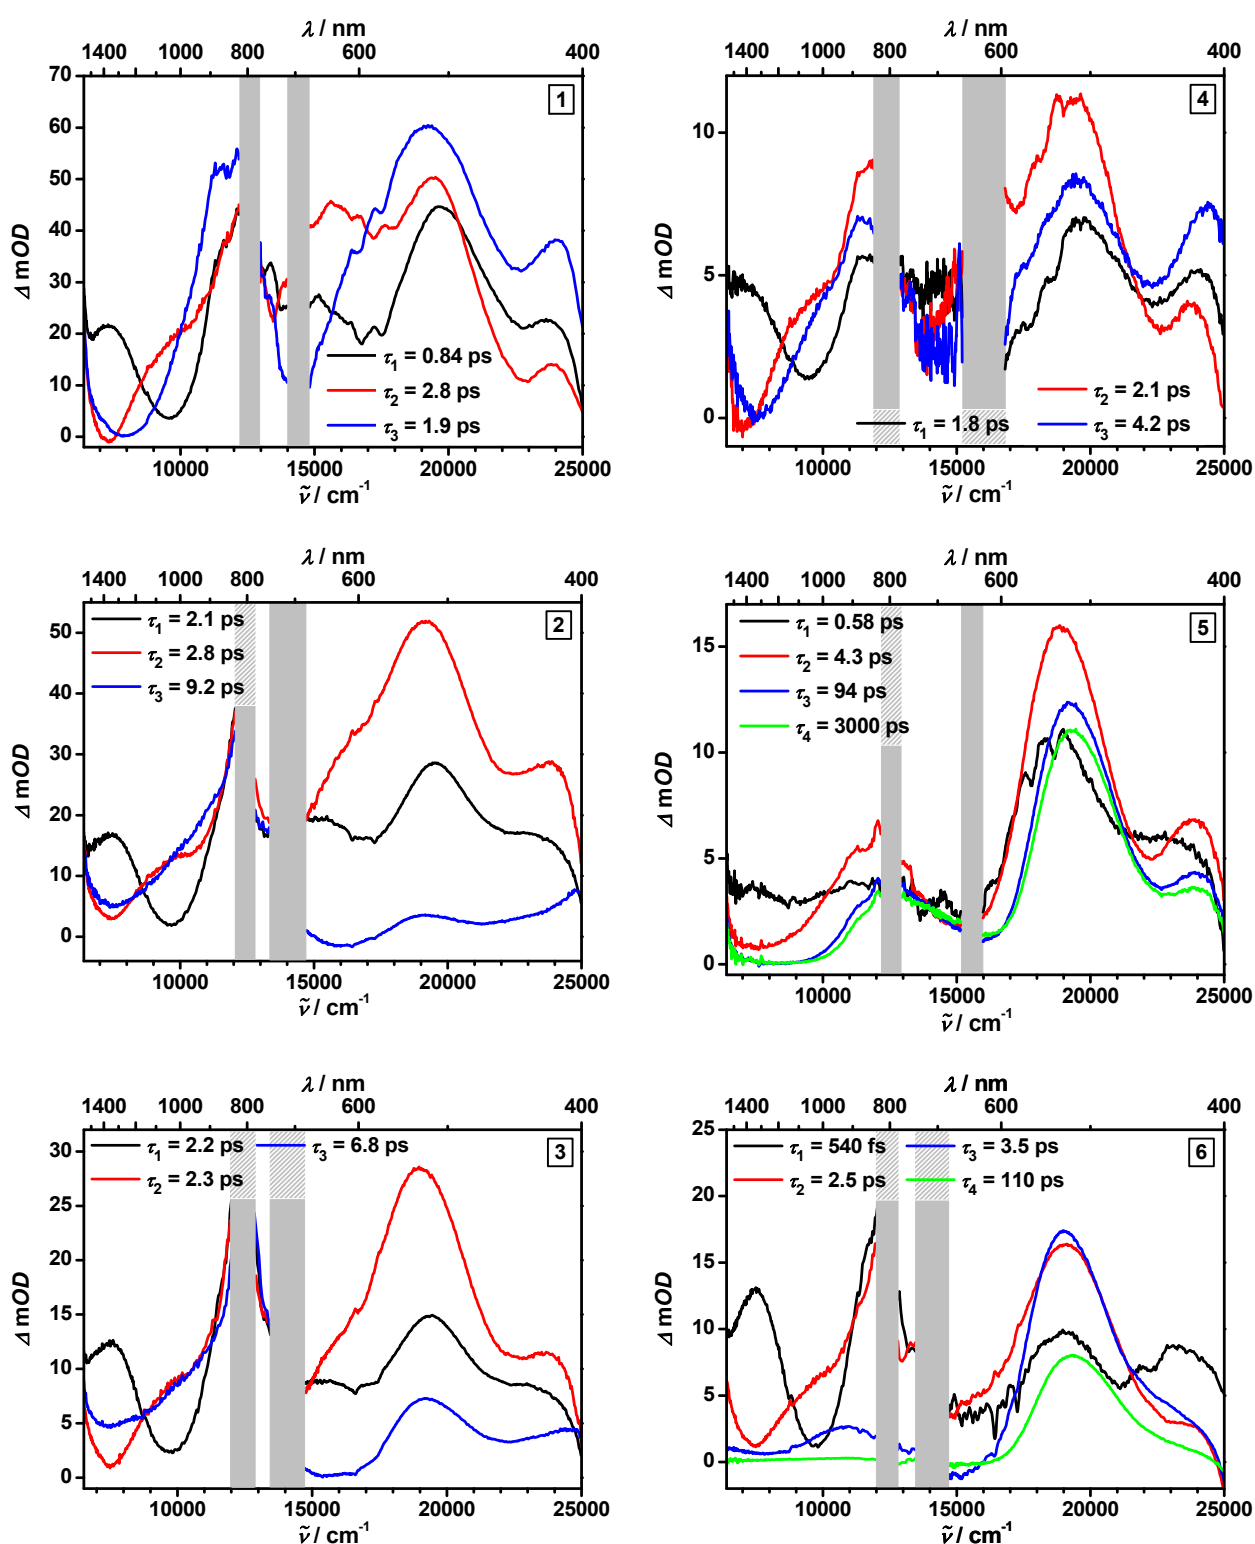 λ / nm
1400 1000 800 600 400
70
60
50
40
30
20
10
0
Δ mOD
1
τ1 = 0.84 ps
τ2 = 2.8 ps
τ3 = 1.9 ps
10000 15000 20000 25000
ν̃ / cm-1
λ / nm
1400 1000 800 600 400
10
5
0
Δ mOD
4
τ2 = 2.1 ps
τ1 = 1.8 ps
τ3 = 4.2 ps
10000 15000 20000 25000
ν̃ / cm-1
λ / nm
1400 1000 800 600 400
50
40
30
20
10
0
Δ mOD
2
τ1 = 2.1 ps
τ2 = 2.8 ps
τ3 = 9.2 ps
10000 15000 20000 25000
ν̃ / cm-1
λ / nm
1400 1000 800 600 400
15
10
5
0
Δ mOD
5
τ1 = 0.58 ps
τ2 = 4.3 ps
τ3 = 94 ps
τ4 = 3000 ps
10000 15000 20000 25000
ν̃ / cm-1
λ / nm
1400 1000 800 600 400
30
25
20
15
10
5
0
Δ mOD
3
τ1 = 2.2 ps τ3 = 6.8 ps
τ2 = 2.3 ps
10000 15000 20000 25000
ν̃ / cm-1
λ / nm
1400 1000 800 600 400
25
20
15
10
5
0
Δ mOD
6
τ1 = 540 fs τ3 = 3.5 ps
τ2 = 2.5 ps τ4 = 110 ps
10000 15000 20000 25000
ν̃ / cm-1